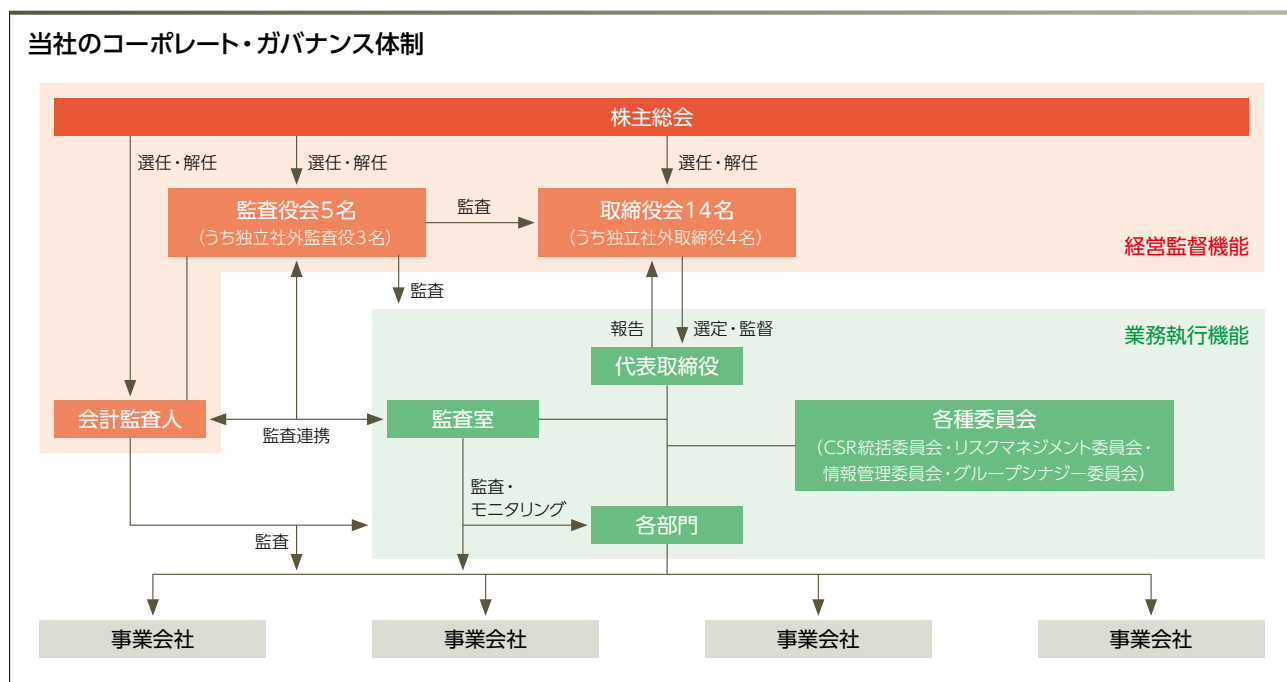 当社のコーポレート・ガバナンス体制
株主総会
選任・解任
選任・解任
選任・解任
監査役会5名
(うち独立社外監査役3名)
監査
取締役会14名
(うち独立社外取締役4名)
経営監督機能
監査
報告
選定・監督
業務執行機能
代表取締役
会計監査人
監査連携
監査室
各種委員会
(CSR統括委員会・リスクマネジメント委員会・
情報管理委員会・グループシナジー委員会)
監査・
モニタリング
各部門
監査
事業会社
事業会社
事業会社
事業会社